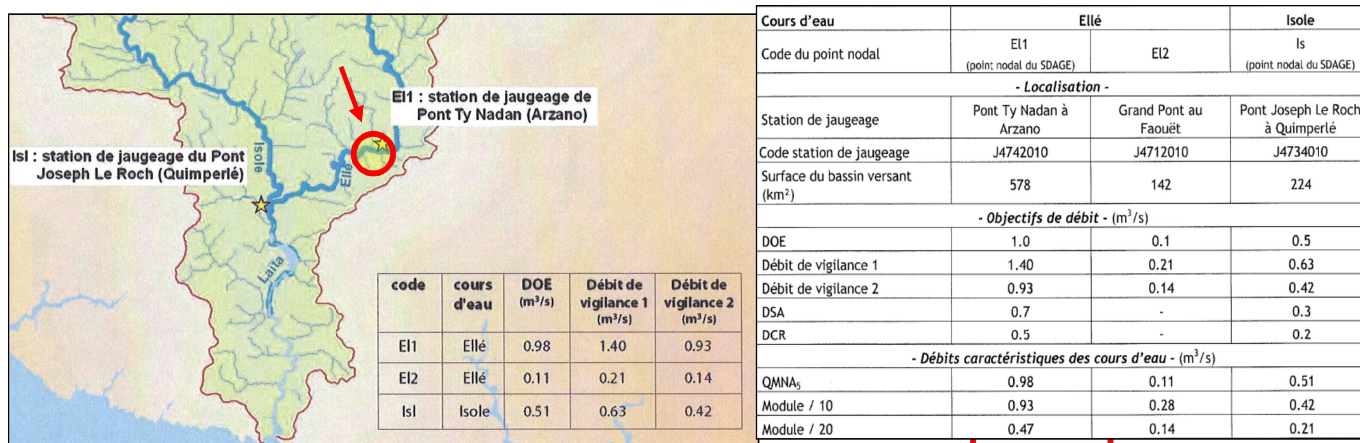 El1 : station de jaugeage de
Pont Ty Nadan (Arzano)
Isl : station de jaugeage du Pont
Joseph Le Roch (Quimperlé)
Isole
Ellé
Laïta
code cours d'eau DOE (m³/s) Débit de vigilance 1 (m³/s) Débit de vigilance 2 (m³/s)
El1 Ellé 0.98 1.40 0.93
El2 Ellé 0.11 0.21 0.14
Isl Isole 0.51 0.63 0.42
Cours d'eau Ellé Isole
Code du point nodal El1 (point nodal du SDAGE) El2 Is (point nodal du SDAGE)
- Localisation -
Station de jaugeage Pont Ty Nadan à Arzano Grand Pont au Faouët Pont Joseph Le Roch à Quimperlé
Code station de jaugeage J4742010 J4712010 J4734010
Surface du bassin versant (km²) 578 142 224
- Objectifs de débit - (m³/s)
DOE 1.0 0.1 0.5
Débit de vigilance 1 1.40 0.21 0.63
Débit de vigilance 2 0.93 0.14 0.42
DSA 0.7 - 0.3
DCR 0.5 - 0.2
- Débits caractéristiques des cours d'eau - (m³/s)
QMNA₅ 0.98 0.11 0.51
Module / 10 0.93 0.28 0.42
Module / 20 0.47 0.14 0.21